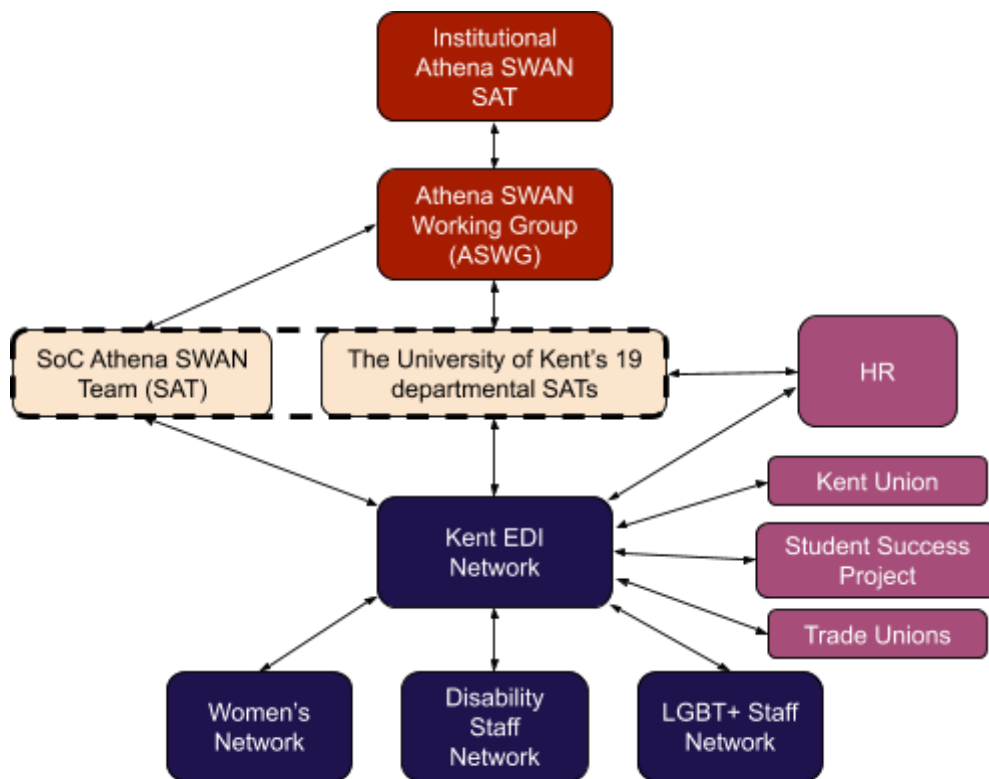 Institutional
Athena SWAN
SAT
Athena SWAN
Working Group
(ASWG)
SoC Athena SWAN
Team (SAT)
The University of Kent’s 19
departmental SATs
HR
Kent Union
Kent EDI
Network
Student Success
Project
Trade Unions
Women’s
Network
Disability
Staff
Network
LGBT+ Staff
Network